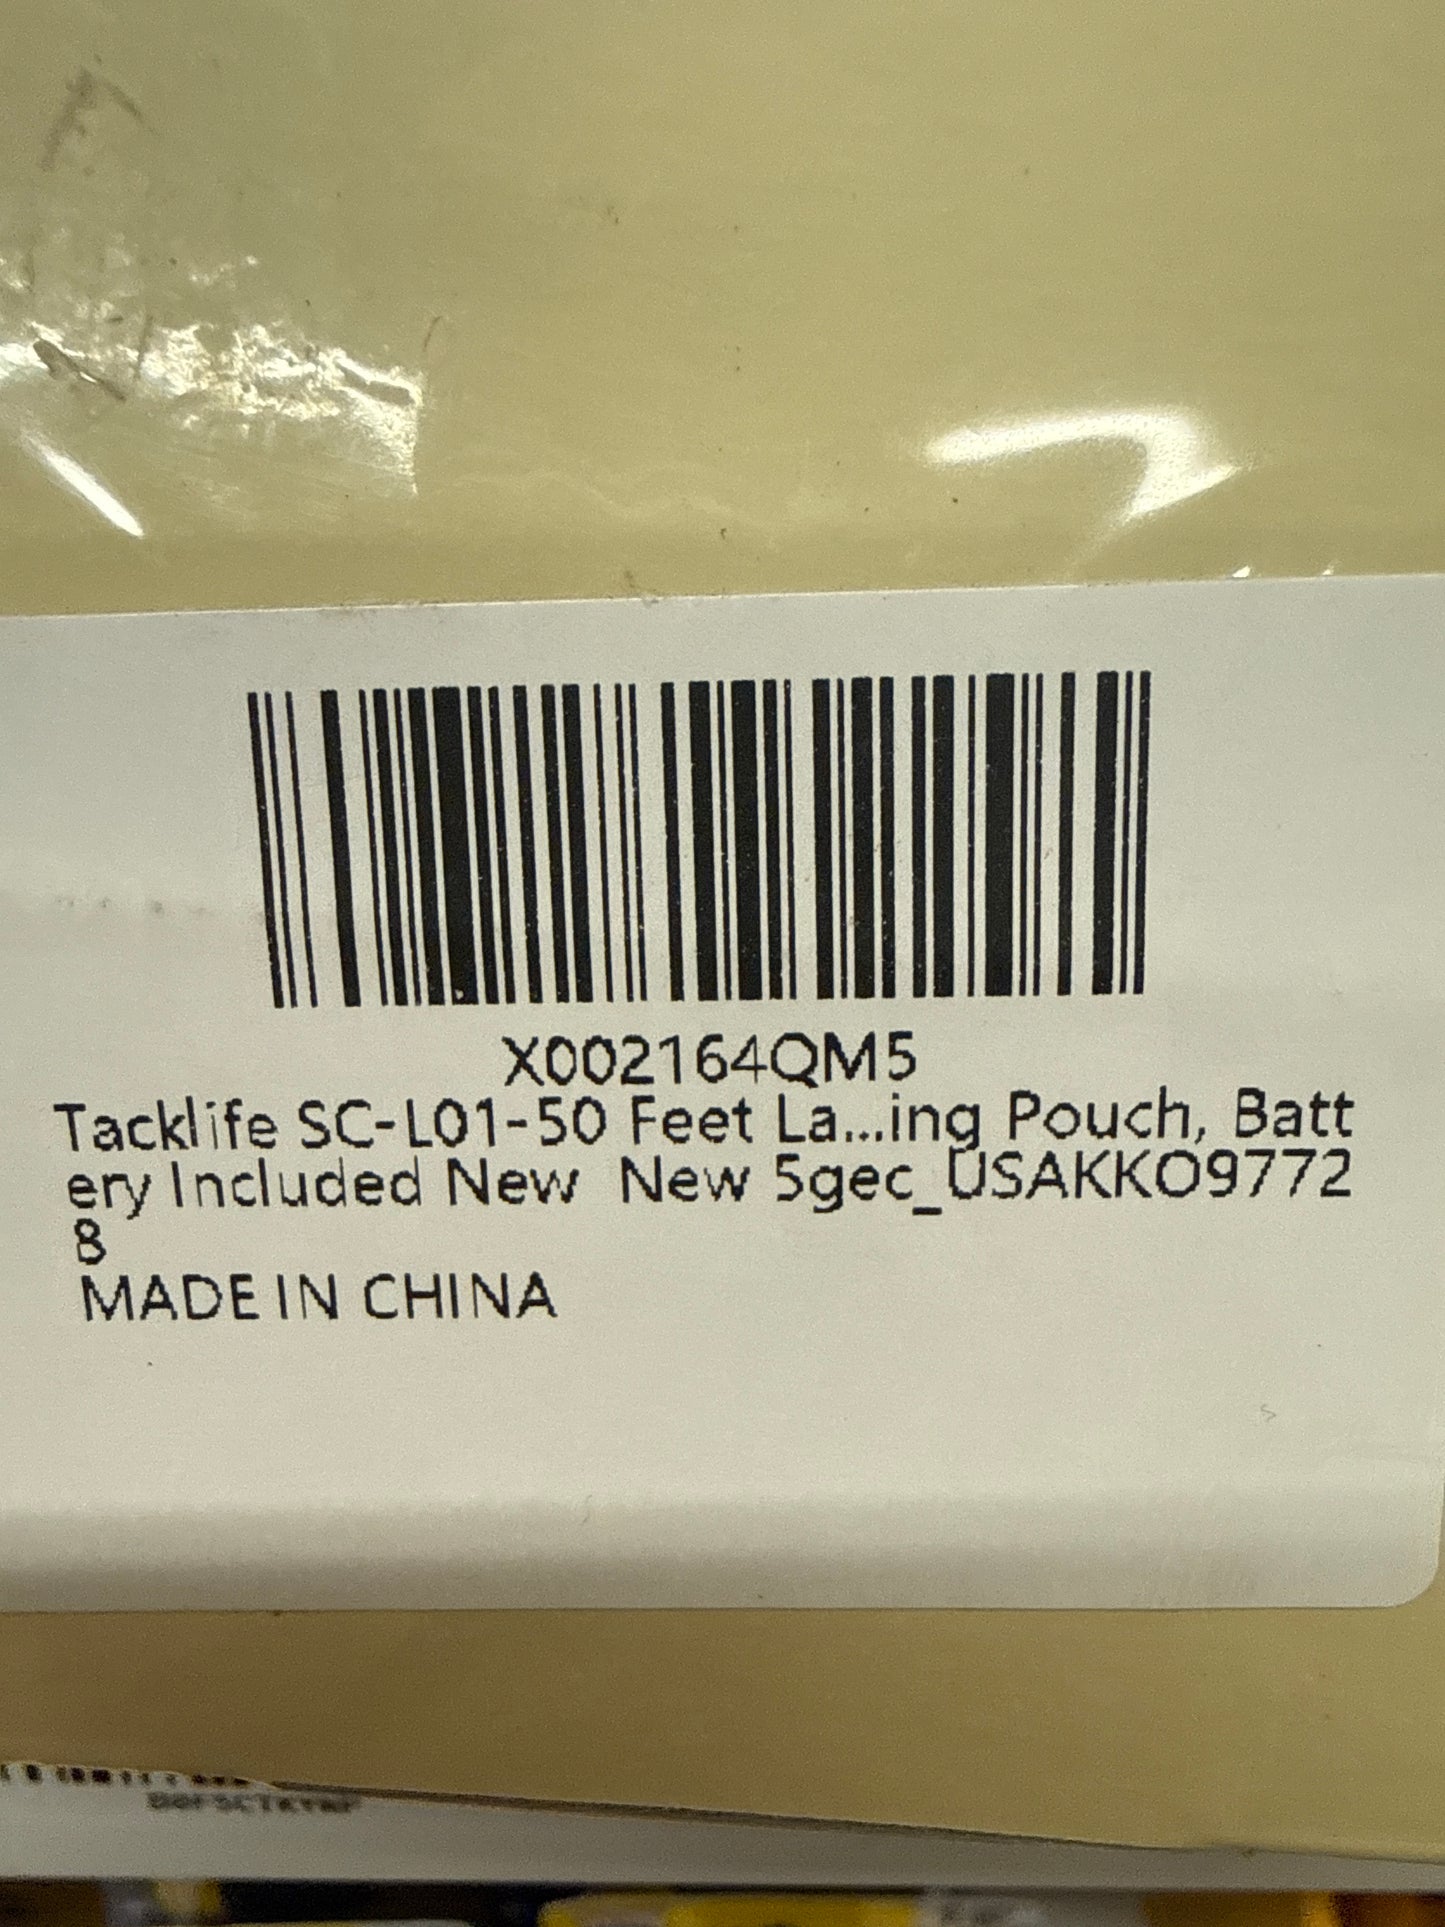 X002164QM5
Tacklife SC-L01-50 Feet La...ing Pouch, Batt
ery Included New  New 5gec_USAKKO9772
8
MADE IN CHINA